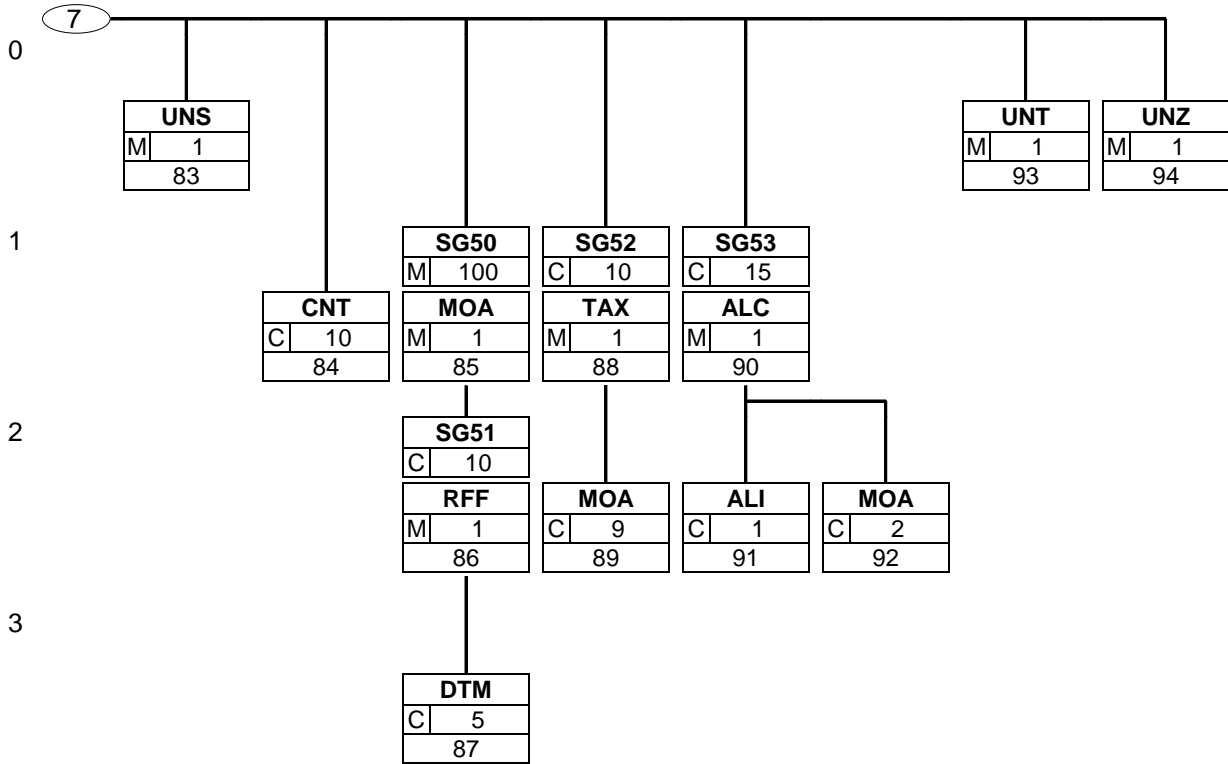 7
0
UNS
M 1
83
UNT
M 1
93
UNZ
M 1
94
1
SG50
M 100
SG52
C 10
SG53
C 15
CNT
C 10
84
MOA
M 1
85
TAX
M 1
88
ALC
M 1
90
2
SG51
C 10
RFF
M 1
86
MOA
C 9
89
ALI
C 1
91
MOA
C 2
92
3
DTM
C 5
87